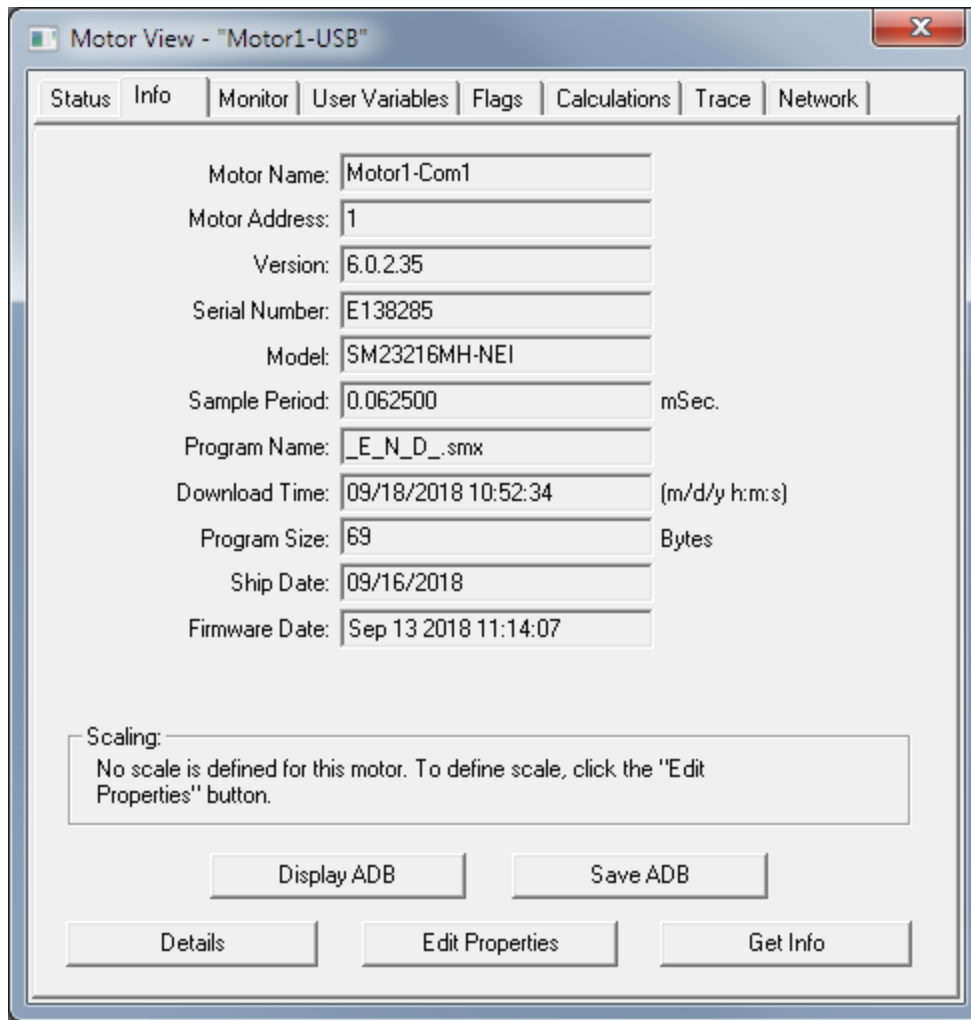 Motor View - "Motor1-USB"
Status Info Monitor User Variables Flags Calculations Trace Network
Motor Name: Motor1-Com1
Motor Address: 1
Version: 6.0.2.35
Serial Number: E138285
Model: SM23216MH-NEI
Sample Period: 0.062500 mSec.
Program Name: _E_N_D_.smx
Download Time: 09/18/2018 10:52:34 (m/d/y h:m:s)
Program Size: 69 Bytes
Ship Date: 09/16/2018
Firmware Date: Sep 13 2018 11:14:07
Scaling:
No scale is defined for this motor. To define scale, click the "Edit
Properties" button.
Display ADB Save ADB
Details Edit Properties Get Info